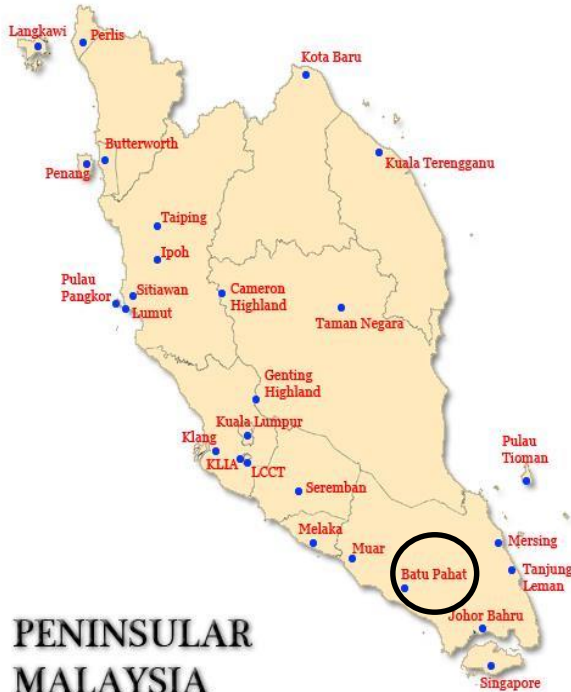 Langkawi
Perlis
Kota Baru
Butterworth
Penang
Kuala Terengganu
Taiping
Ipoh
Pulau
Pangkor
Sitiawan
Lumut
Cameron
Highland
Taman Negara
Genting
Highland
Kuala Lumpur
Klang
KLIA
LCCT
Pulau
Tioman
Seremban
Melaka
Muar
Mersing
Batu Pahat
Tanjung
Leman
Johor Bahru
Singapore
PENINSULAR
MALAYSIA